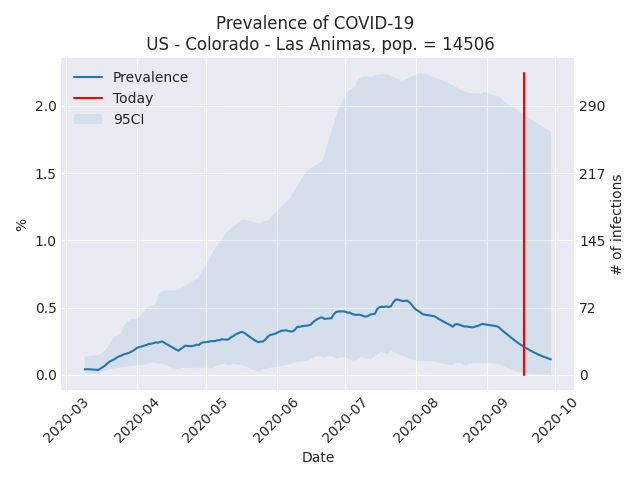 Prevalence of COVID-19
US - Colorado - Las Animas, pop. = 14506
Prevalence
Today
95CI
2.0
1.5
1.0
0.5
0.0
%
290
217
145
72
0
# of infections
2020-03
2020-04
2020-05
2020-06
2020-07
2020-08
2020-09
2020-10
Date